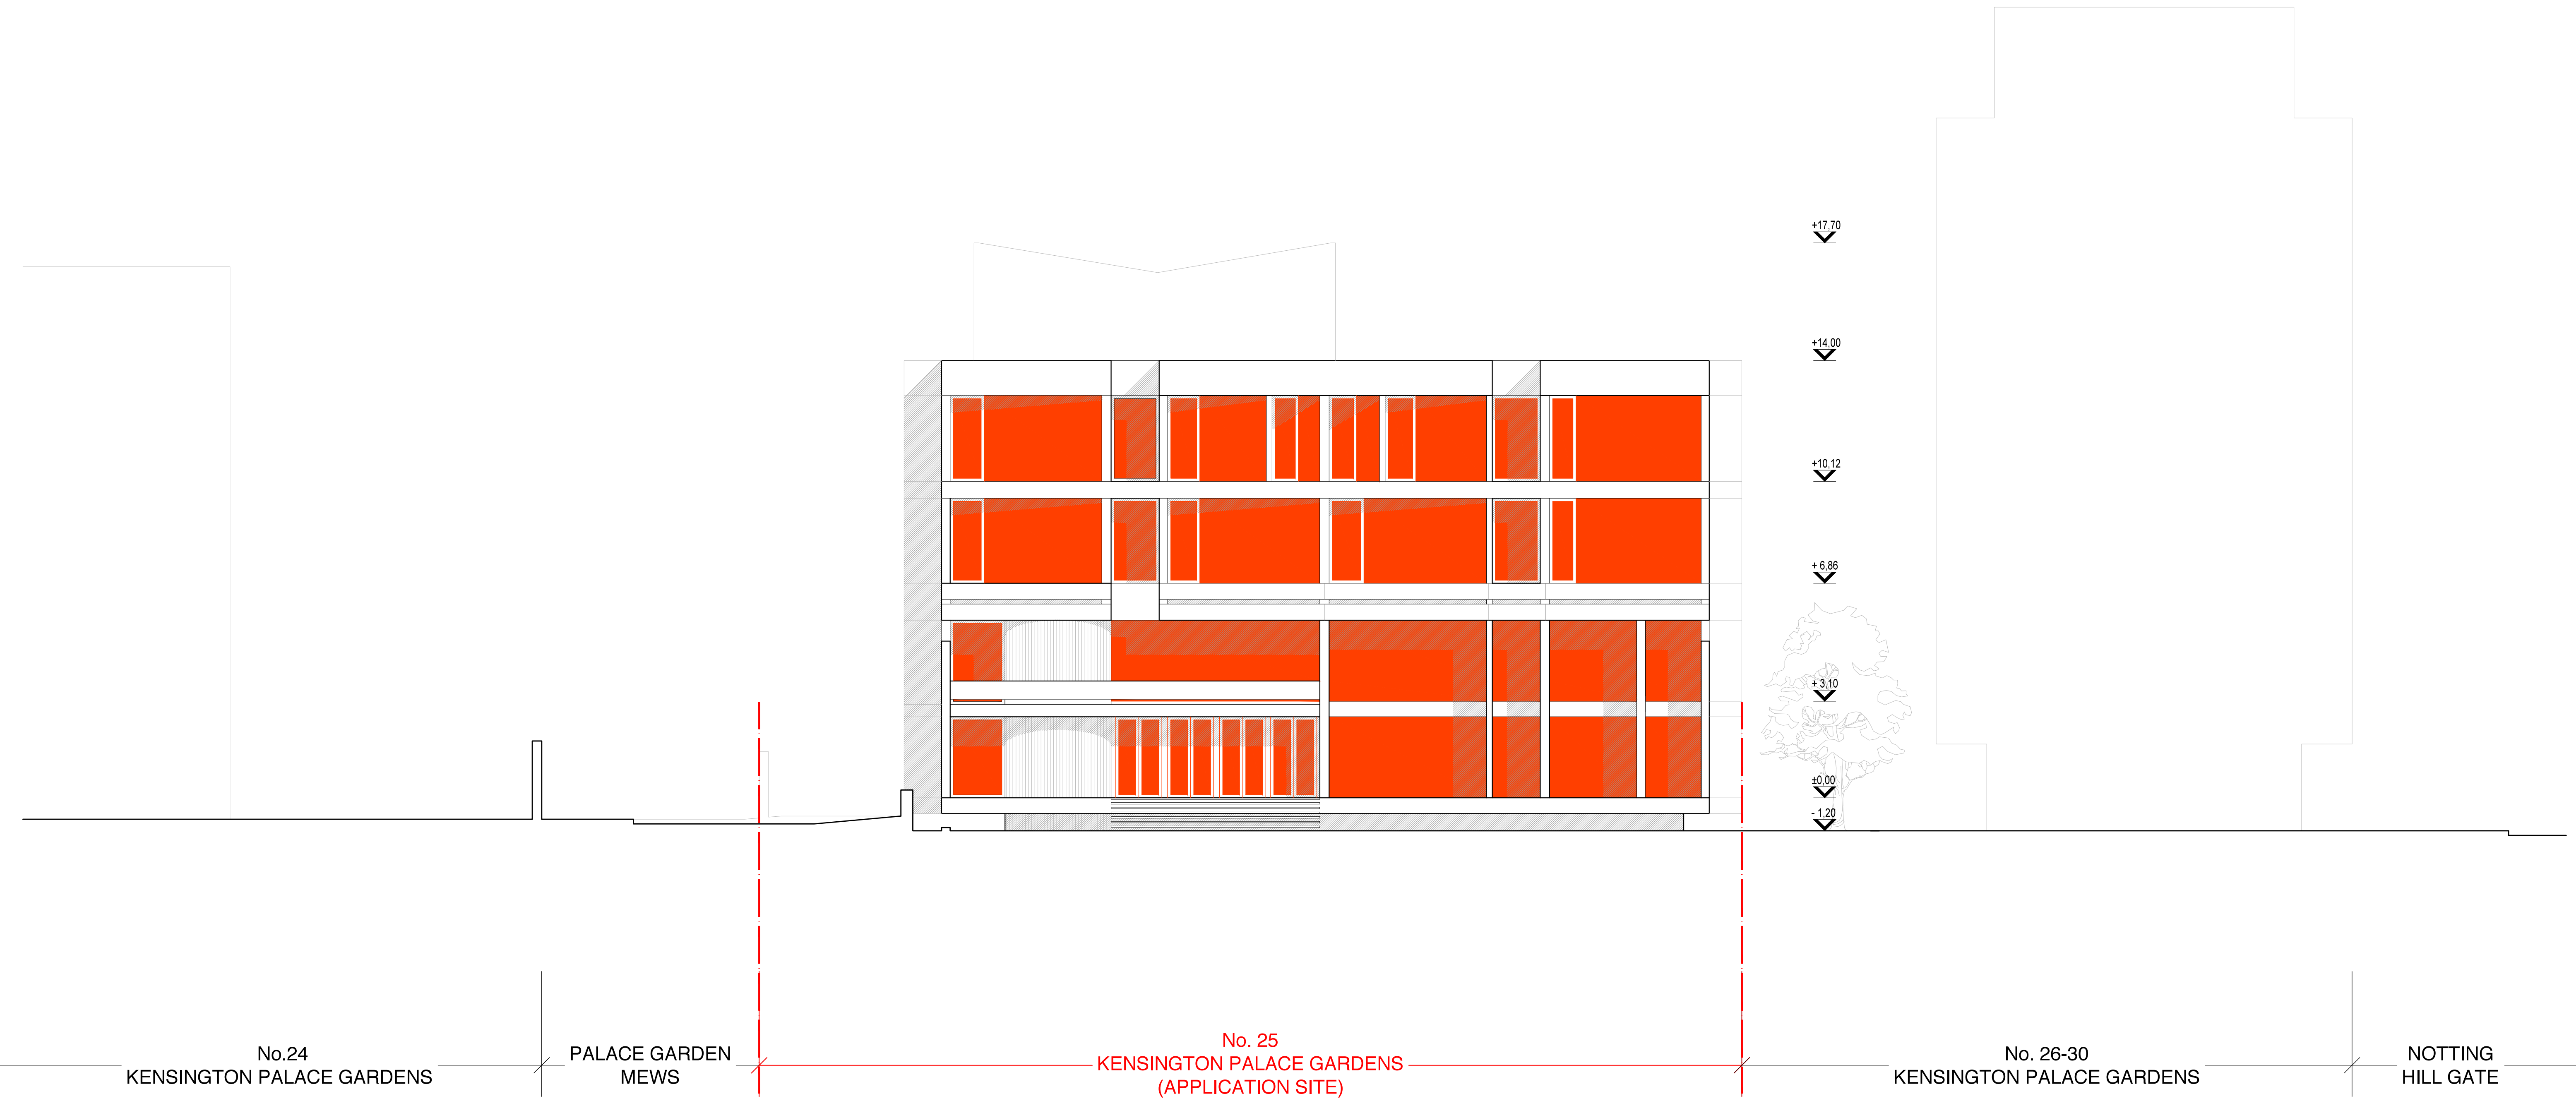 +17,70
+14,00
+10,12
+ 6,86
+ 3,10
±0,00
- 1,20
No.24
KENSINGTON PALACE GARDENS
PALACE GARDEN
MEWS
No. 25
KENSINGTON PALACE GARDENS
(APPLICATION SITE)
No. 26-30
KENSINGTON PALACE GARDENS
NOTTING
HILL GATE